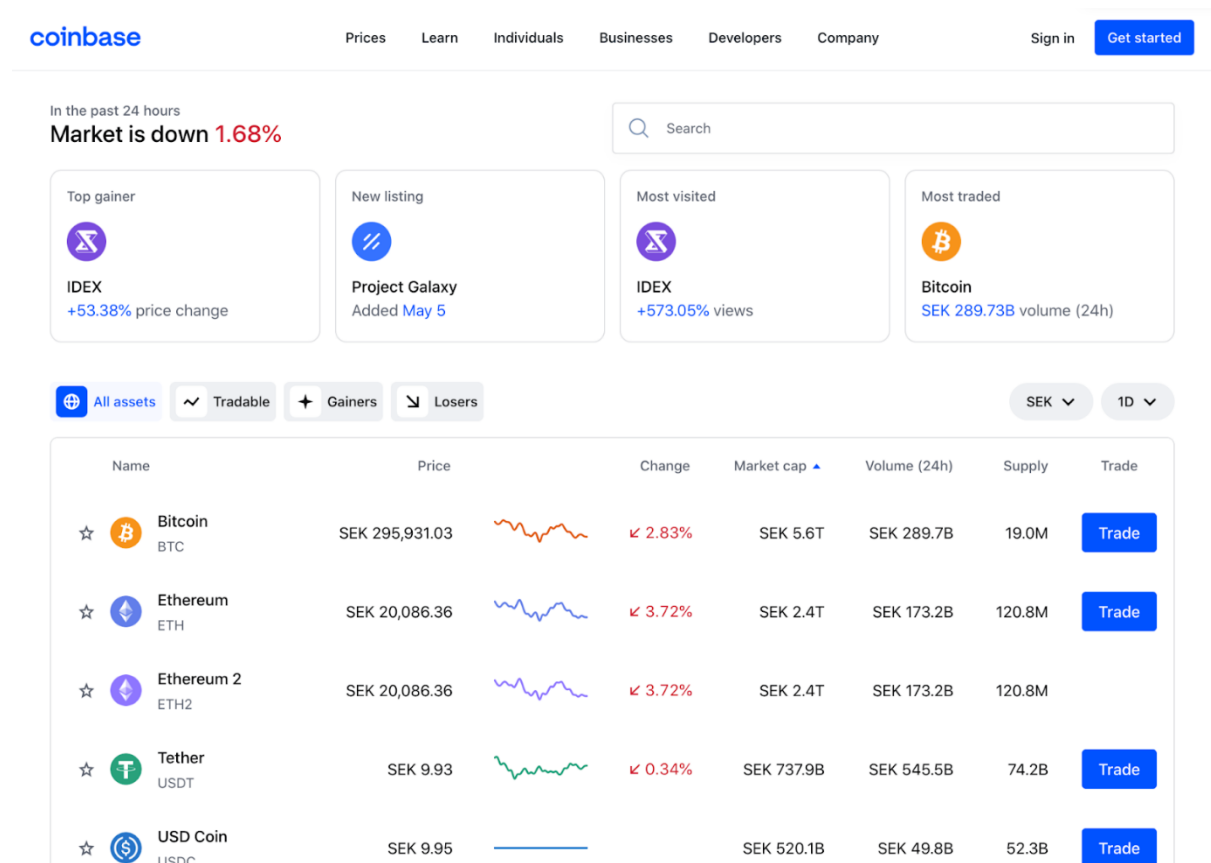 coinbase
Prices Learn Individuals Businesses Developers Company Sign in Get started
In the past 24 hours
Market is down 1.68%
Search
Top gainer
IDEX
+53.38% price change
New listing
Project Galaxy
Added May 5
Most visited
IDEX
+573.05% views
Most traded
Bitcoin
SEK 289.73B volume (24h)
All assets Tradable Gainers Losers SEK 1D
Name Price Change Market cap Volume (24h) Supply Trade
Bitcoin
BTC
SEK 295,931.03 2.83% SEK 5.6T SEK 289.7B 19.0M Trade
Ethereum
ETH
SEK 20,086.36 3.72% SEK 2.4T SEK 173.2B 120.8M Trade
Ethereum 2
ETH2
SEK 20,086.36 3.72% SEK 2.4T SEK 173.2B 120.8M
Tether
USDT
SEK 9.93 0.34% SEK 737.9B SEK 545.5B 74.2B Trade
USD Coin
USDC
SEK 9.95 SEK 520.1B SEK 49.8B 52.3B Trade